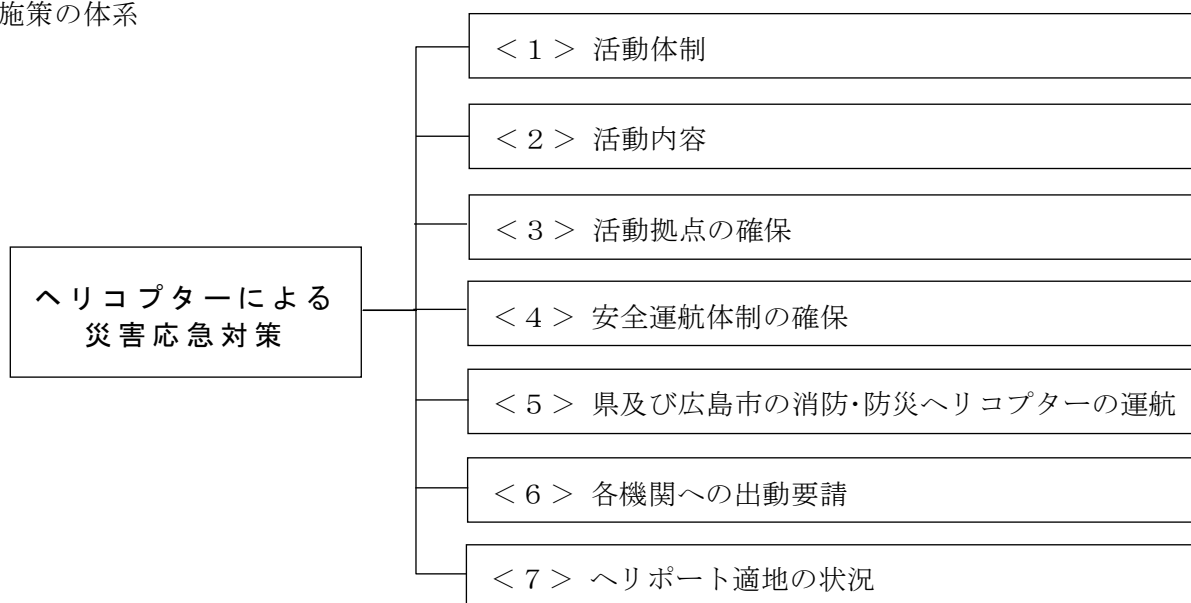 施策の体系
＜１＞ 活動体制
＜２＞ 活動内容
＜３＞ 活動拠点の確保
ヘリコプターによる
災害応急対策
＜４＞ 安全運航体制の確保
＜５＞ 県及び広島市の消防･防災ヘリコプターの運航
＜６＞ 各機関への出動要請
＜７＞ ヘリポート適地の状況